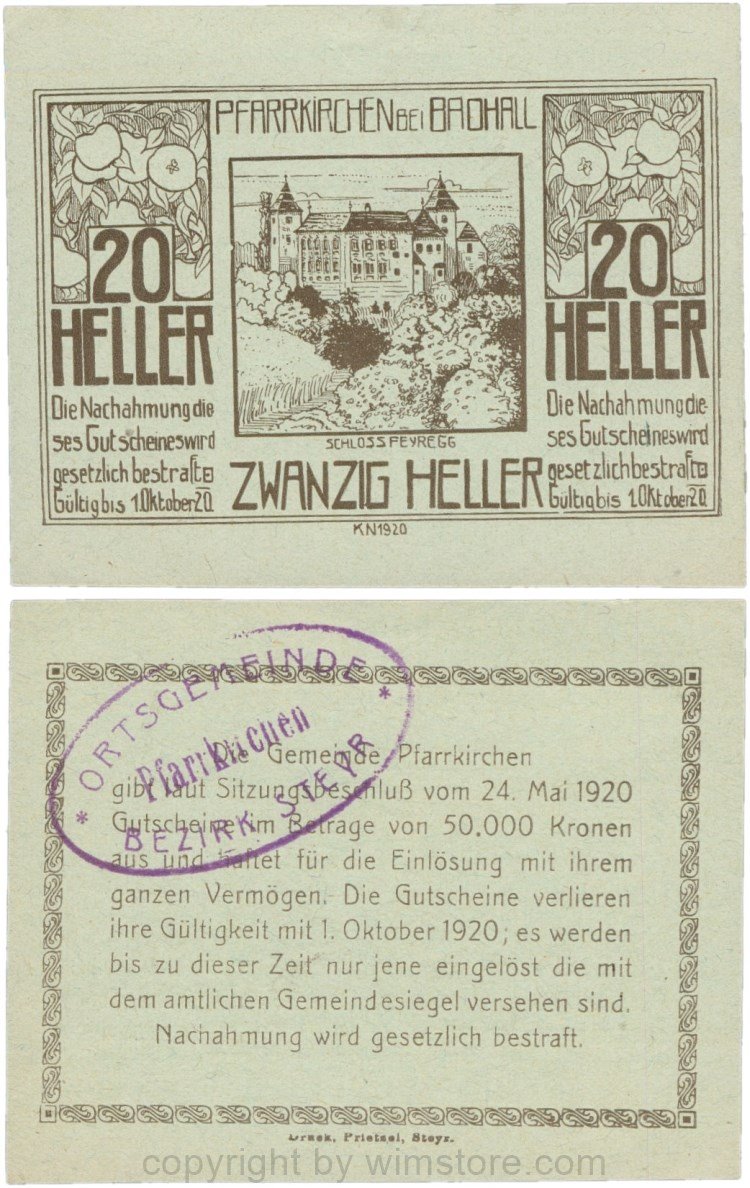 PFARRKIRCHEN BEI BADHALL
20
HELLER
Die Nachahmung die
ses Gutscheines wird
gesetzlich bestraft
Gültig bis 1. Oktober 20
SCHLOSS FEYREGG
ZWANZIG HELLER
20
HELLER
Die Nachahmung die-
ses Gutscheines wird
gesetzlich bestraft
Gültig bis 1. Oktober 20
KN1920
* ORTSGEMEINDE *
Pfarrkirchen
BEZIRK STEYR
Die Gemeinde Pfarrkirchen
gibt laut Sitzungsbeschluß vom 24. Mai 1920
Gutscheine im Betrage von 50.000 Kronen
aus und haftet für die Einlösung mit ihrem
ganzen Vermögen. Die Gutscheine verlieren
ihre Gültigkeit mit 1. Oktober 1920; es werden
bis zu dieser Zeit nur jene eingelöst die mit
dem amtlichen Gemeindesiegel versehen sind.
Nachahmung wird gesetzlich bestraft.
Druck, Prietzel, Steyr.
copyright by wimstore.com